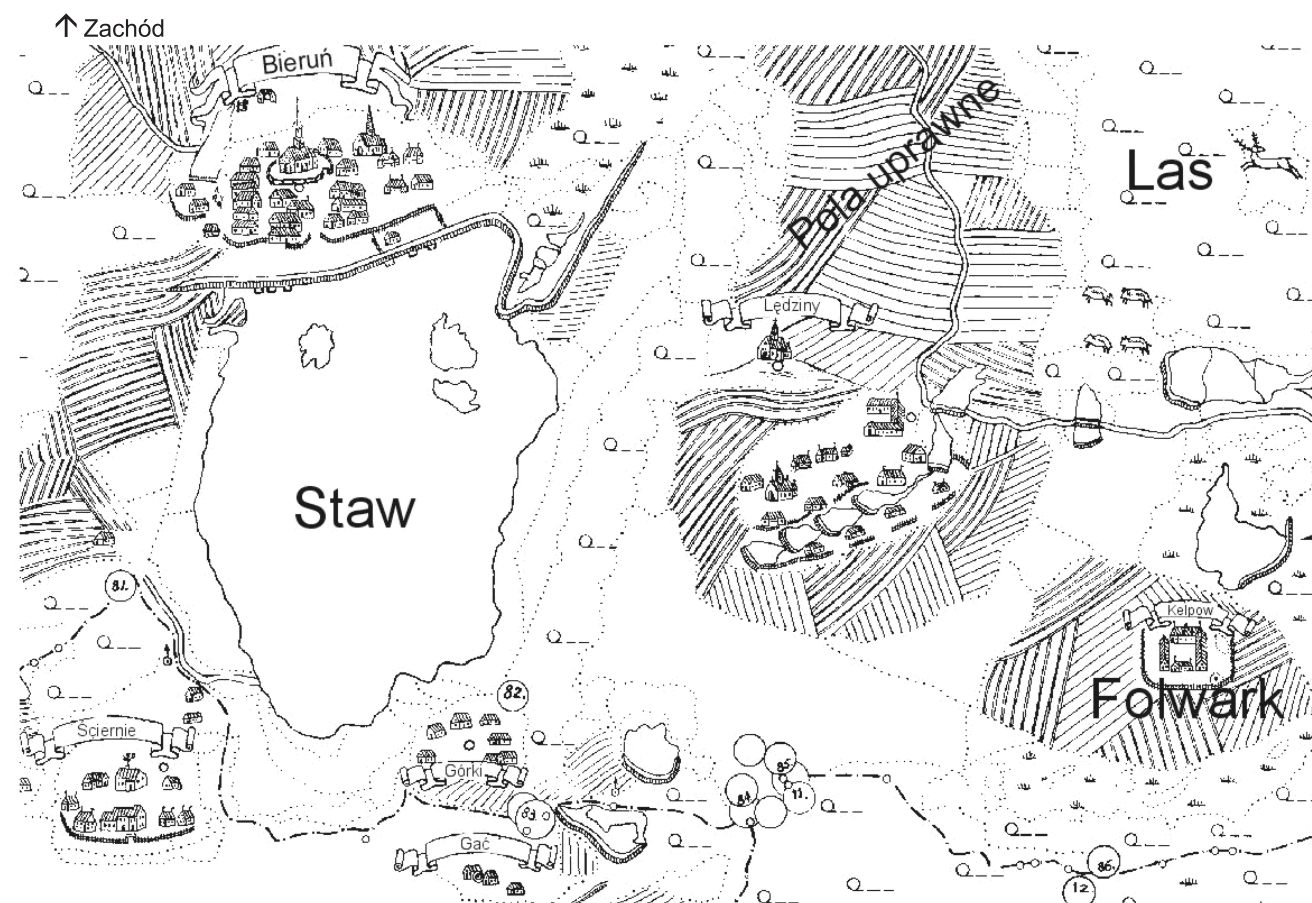 ↑ Zachód
Bieruń
Pola uprawne
Las
Lędziny
Staw
81.
Kelpow
Folwark
82.
Ściernie
Górki
85.
84.
11.
83.
Gać
86.
12